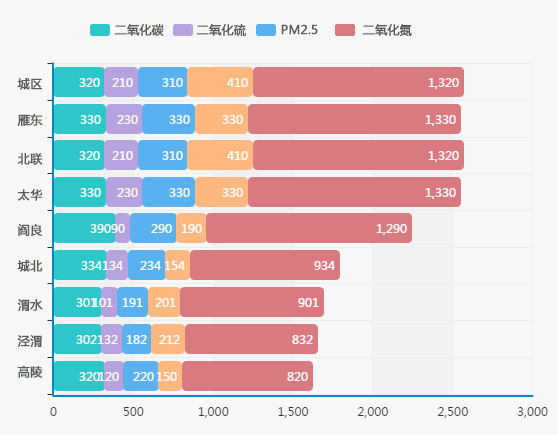 二氧化碳 二氧化硫 PM2.5 二氧化氮
城区 320 210 310 410 1,320
雁东 330 230 330 330 1,330
北联 320 210 310 410 1,320
太华 330 230 330 330 1,330
阎良 390 90 290 190 1,290
城北 334 134 234 154 934
渭水 301 101 191 201 901
泾渭 302 132 182 212 832
高陵 320 120 220 150 820
0 500 1,000 1,500 2,000 2,500 3,000